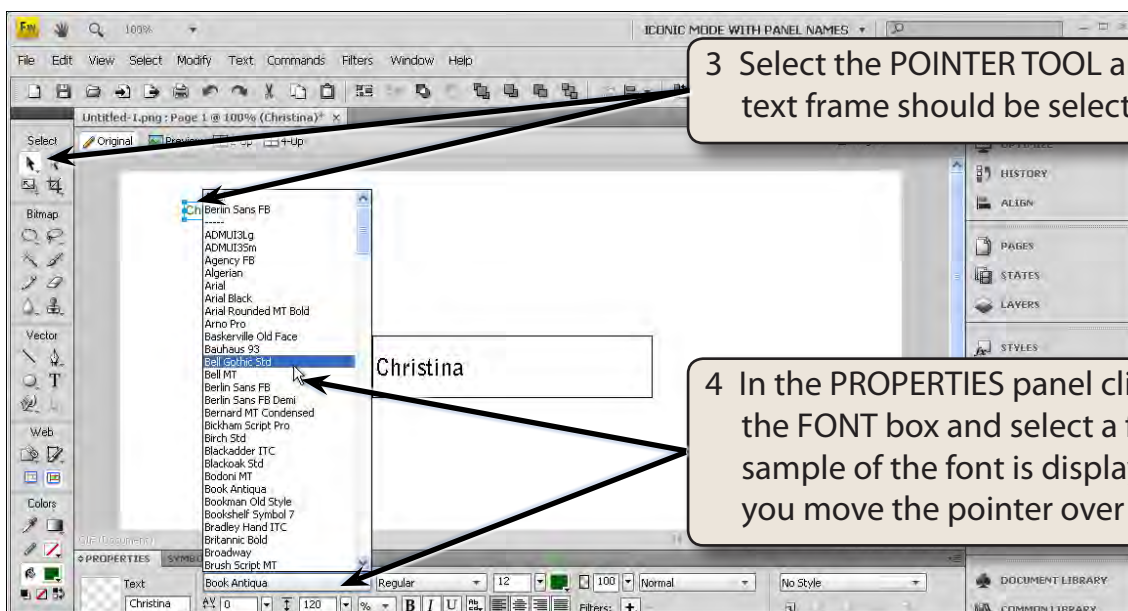 Fw
100%
ICONIC MODE WITH PANEL NAMES
File Edit View Select Modify Text Commands Filters Window Help
3 Select the POINTER TOOL a
text frame should be select
Untitled-1.png : Page 1 @ 100% (Christina)* x
Select
Original Preview 2-Up 4-Up
OPTIMIZE
HISTORY
ALIGN
PAGES
STATES
LAYERS
STYLES
Bitmap
Vector
Web
Colors
Ch
Berlin Sans FB
-----
ADMUI3Lg
ADMUI3Sm
Agency FB
Algerian
Arial
Arial Black
Arial Rounded MT Bold
Arno Pro
Baskerville Old Face
Bauhaus 93
Bell Gothic Std
Bell MT
Berlin Sans FB
Berlin Sans FB Demi
Bernard MT Condensed
Bickham Script Pro
Birch Std
Blackadder ITC
Blackoak Std
Bodoni MT
Book Antiqua
Bookman Old Style
Bookshelf Symbol 7
Bradley Hand ITC
Britannic Bold
Broadway
Brush Script MT
Christina
4 In the PROPERTIES panel cli
the FONT box and select a f
sample of the font is displa
you move the pointer over
PROPERTIES SYMB
Text Book Antiqua Regular 12 100 Normal No Style
Christina 0 120 % B I U Filters:
DOCUMENT LIBRARY
COMMON LIBRARY